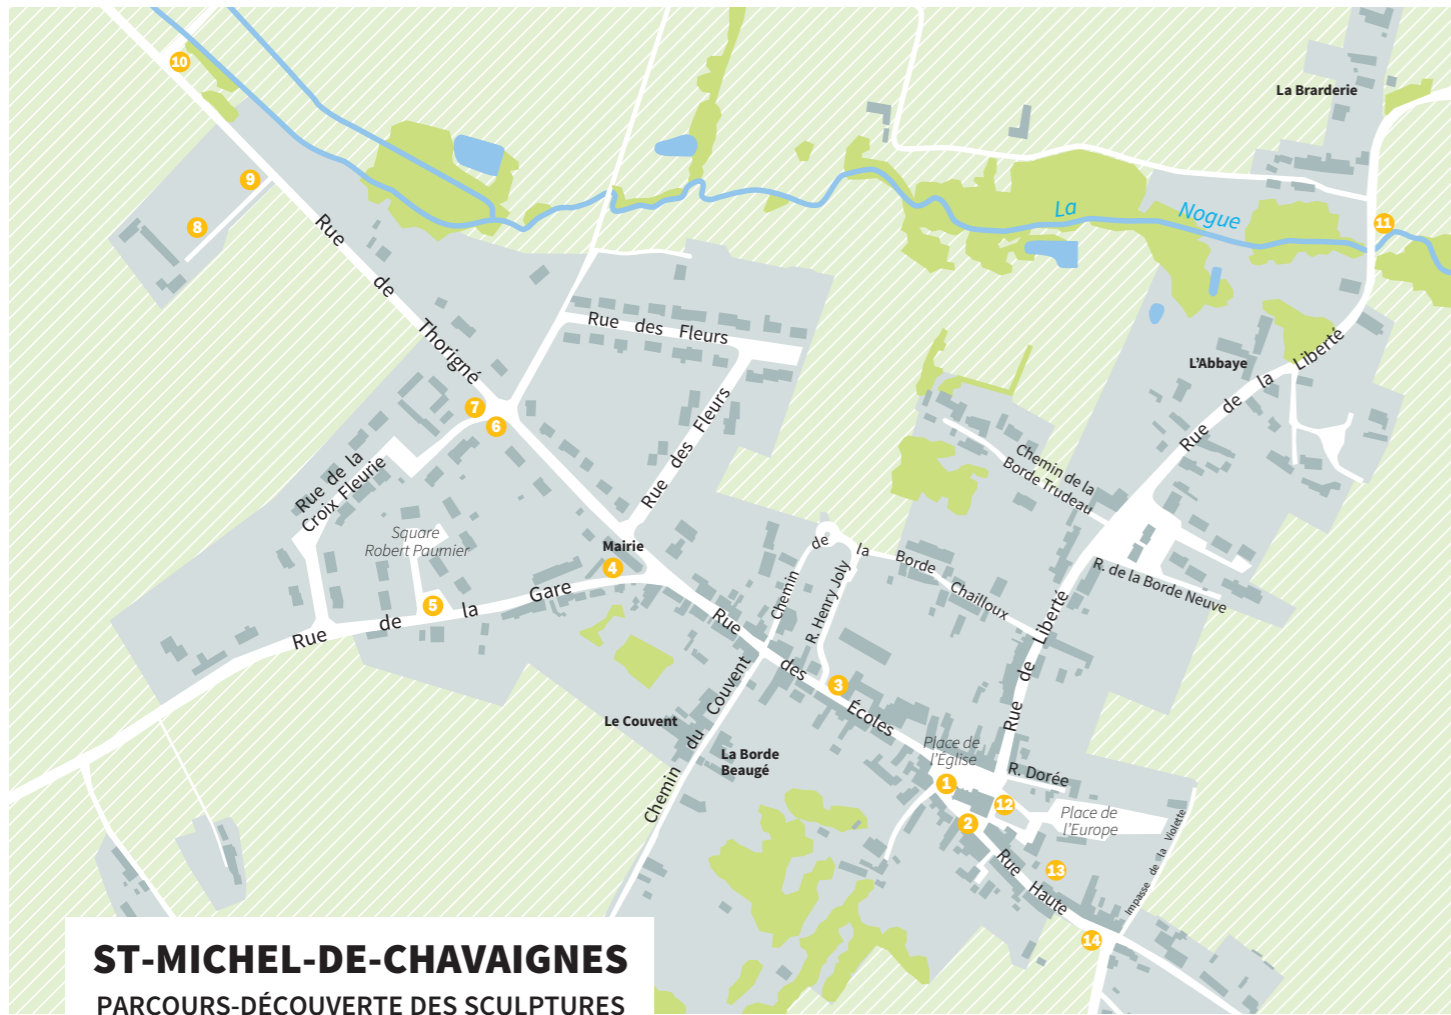 10
La Brarderie
9
8
11
La Nogue
Rue de Thorigné
Rue des Fleurs
L'Abbaye
Rue de la Liberté
7
6
Rue des Fleurs
Rue de la
Croix Fleurie
Chemin de la
Borde Trudeau
Square
Robert Paumier
Mairie
4
Chemin de la Borde Chailloux
R. Henry Joly
R. de la Borde Neuve
5
Rue de la Gare
Rue de Liberté
Rue des Écoles
3
Le Couvent
Chemin du Couvent
La Borde
Beaugé
Place de
l'Église
R. Dorée
1
12
2
Place de
l'Europe
Impasse de la Violette
13
Rue Haute
14
ST-MICHEL-DE-CHAVAIGNES
PARCOURS-DÉCOUVERTE DES SCULPTURES